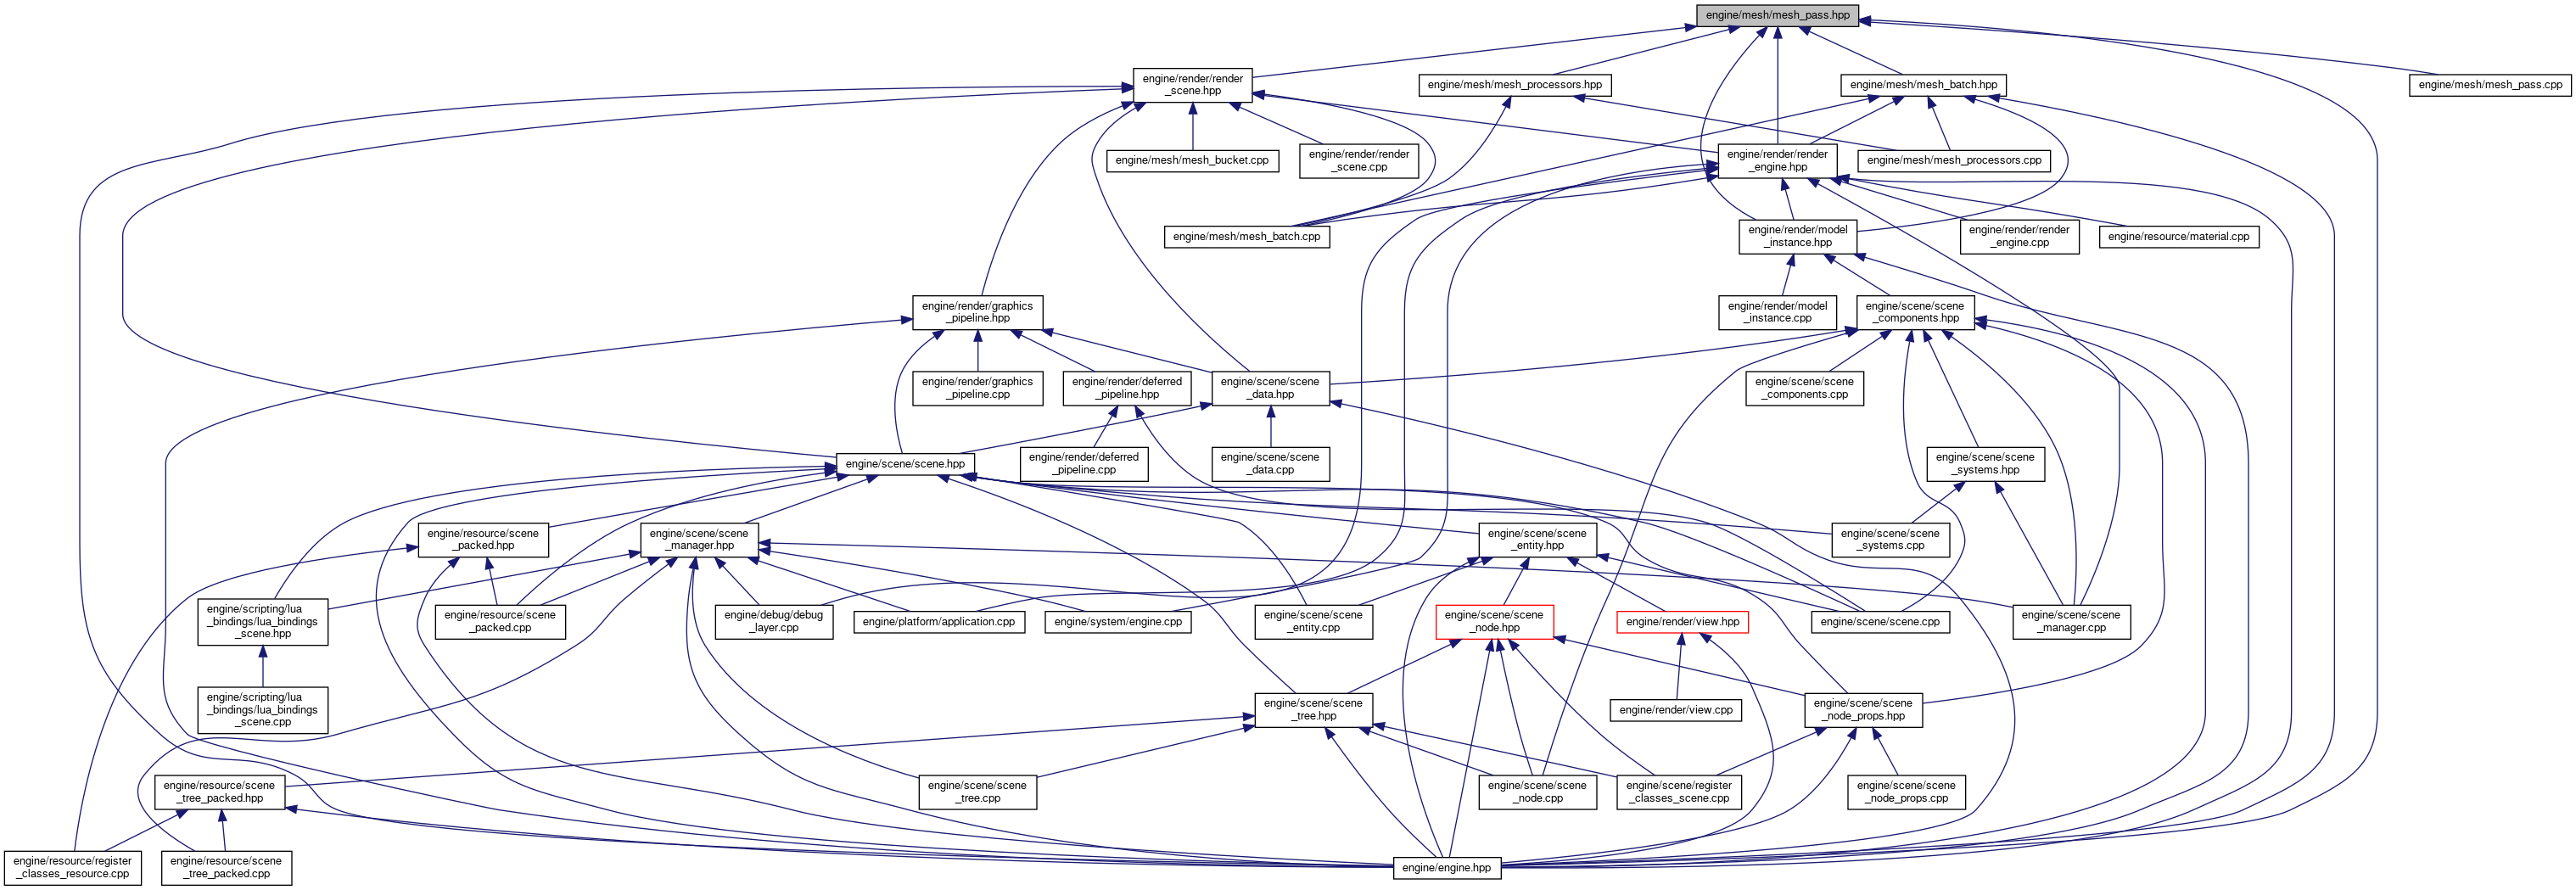 engine/mesh/mesh_pass.hpp
engine/render/render
_scene.hpp
engine/mesh/mesh_processors.hpp
engine/mesh/mesh_batch.hpp
engine/mesh/mesh_pass.cpp
engine/mesh/mesh_bucket.cpp
engine/render/render
_scene.cpp
engine/render/render
_engine.hpp
engine/mesh/mesh_processors.cpp
engine/mesh/mesh_batch.cpp
engine/render/model
_instance.hpp
engine/render/render
_engine.cpp
engine/resource/material.cpp
engine/render/graphics
_pipeline.hpp
engine/render/model
_instance.cpp
engine/scene/scene
_components.hpp
engine/render/graphics
_pipeline.cpp
engine/render/deferred
_pipeline.hpp
engine/scene/scene
_data.hpp
engine/scene/scene
_components.cpp
engine/scene/scene.hpp
engine/render/deferred
_pipeline.cpp
engine/scene/scene
_data.cpp
engine/scene/scene
_systems.hpp
engine/resource/scene
_packed.hpp
engine/scene/scene
_manager.hpp
engine/scene/scene
_entity.hpp
engine/scene/scene
_systems.cpp
engine/scripting/lua
_bindings/lua_bindings
_scene.hpp
engine/resource/scene
_packed.cpp
engine/debug/debug
_layer.cpp
engine/platform/application.cpp
engine/system/engine.cpp
engine/scene/scene
_entity.cpp
engine/scene/scene
_node.hpp
engine/render/view.hpp
engine/scene/scene.cpp
engine/scene/scene
_manager.cpp
engine/scripting/lua
_bindings/lua_bindings
_scene.cpp
engine/scene/scene
_tree.hpp
engine/render/view.cpp
engine/scene/scene
_node_props.hpp
engine/resource/scene
_tree_packed.hpp
engine/scene/scene
_tree.cpp
engine/scene/scene
_node.cpp
engine/scene/register
_classes_scene.cpp
engine/scene/scene
_node_props.cpp
engine/resource/register
_classes_resource.cpp
engine/resource/scene
_tree_packed.cpp
engine/engine.hpp